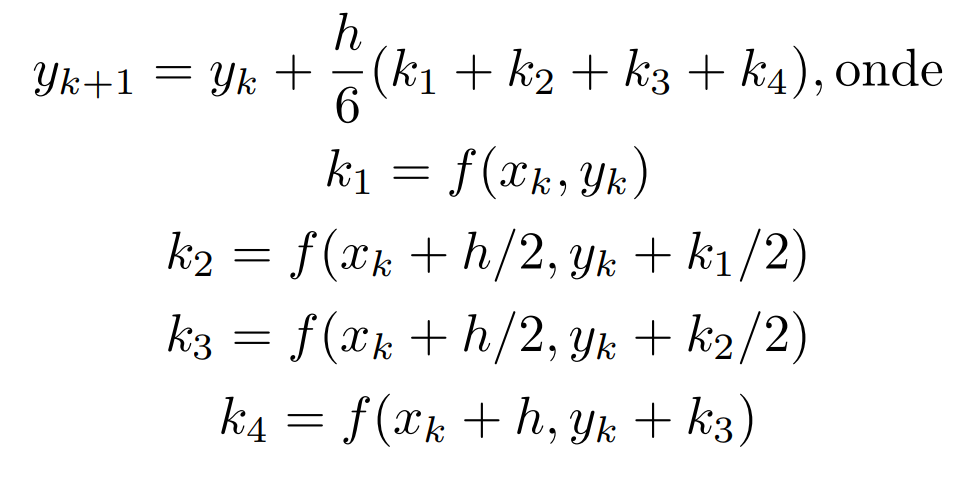 y_{k+1} = y_k + \frac{h}{6}(k_1 + k_2 + k_3 + k_4), onde
k_1 = f(x_k, y_k)
k_2 = f(x_k + h/2, y_k + k_1/2)
k_3 = f(x_k + h/2, y_k + k_2/2)
k_4 = f(x_k + h, y_k + k_3)